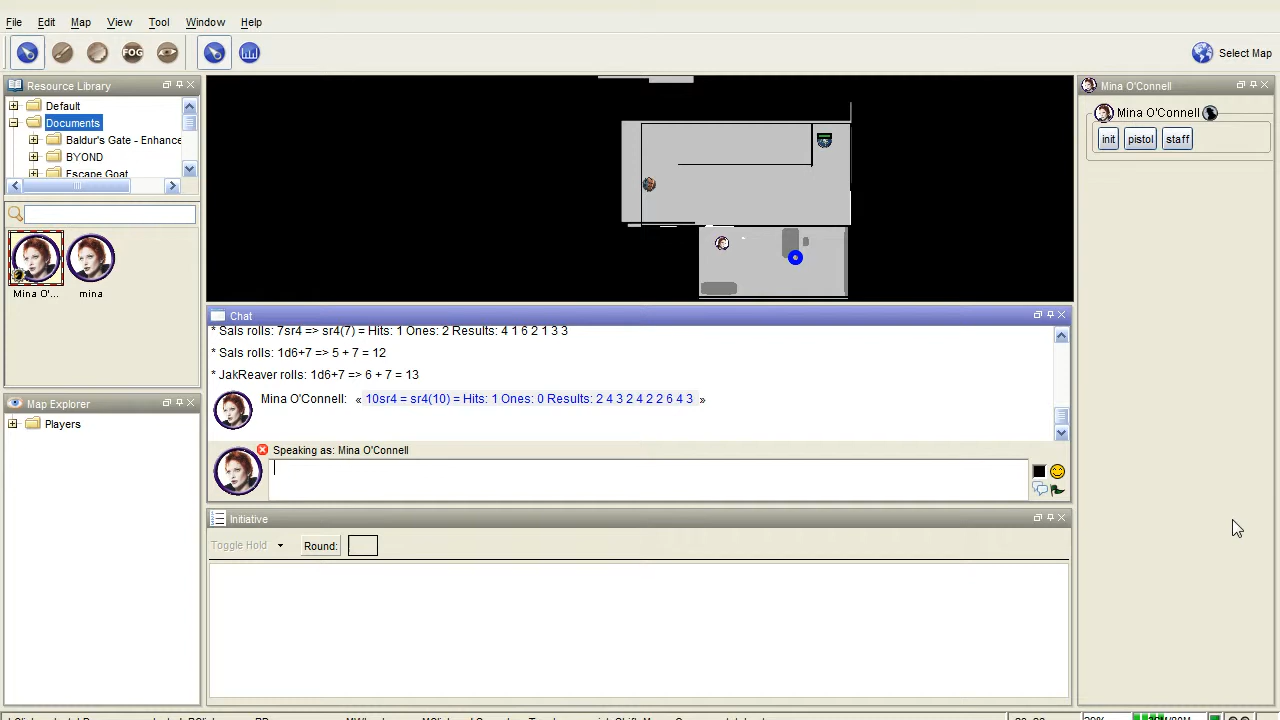 File Edit Map View Tool Window Help
FOG
Select Map
Resource Library
Default
Documents
Baldur's Gate - Enhance
BYOND
Escape Goat
Mina O'... mina
Map Explorer
Players
Chat
* Sals rolls: 7sr4 => sr4(7) = Hits: 1 Ones: 2 Results: 4 1 6 2 1 3 3
* Sals rolls: 1d6+7 => 5 + 7 = 12
* JakReaver rolls: 1d6+7 => 6 + 7 = 13
Mina O'Connell: « 10sr4 = sr4(10) = Hits: 1 Ones: 0 Results: 2 4 3 2 4 2 2 6 4 3 »
Speaking as: Mina O'Connell
Initiative
Toggle Hold Round:
Mina O'Connell
Mina O'Connell
init pistol staff